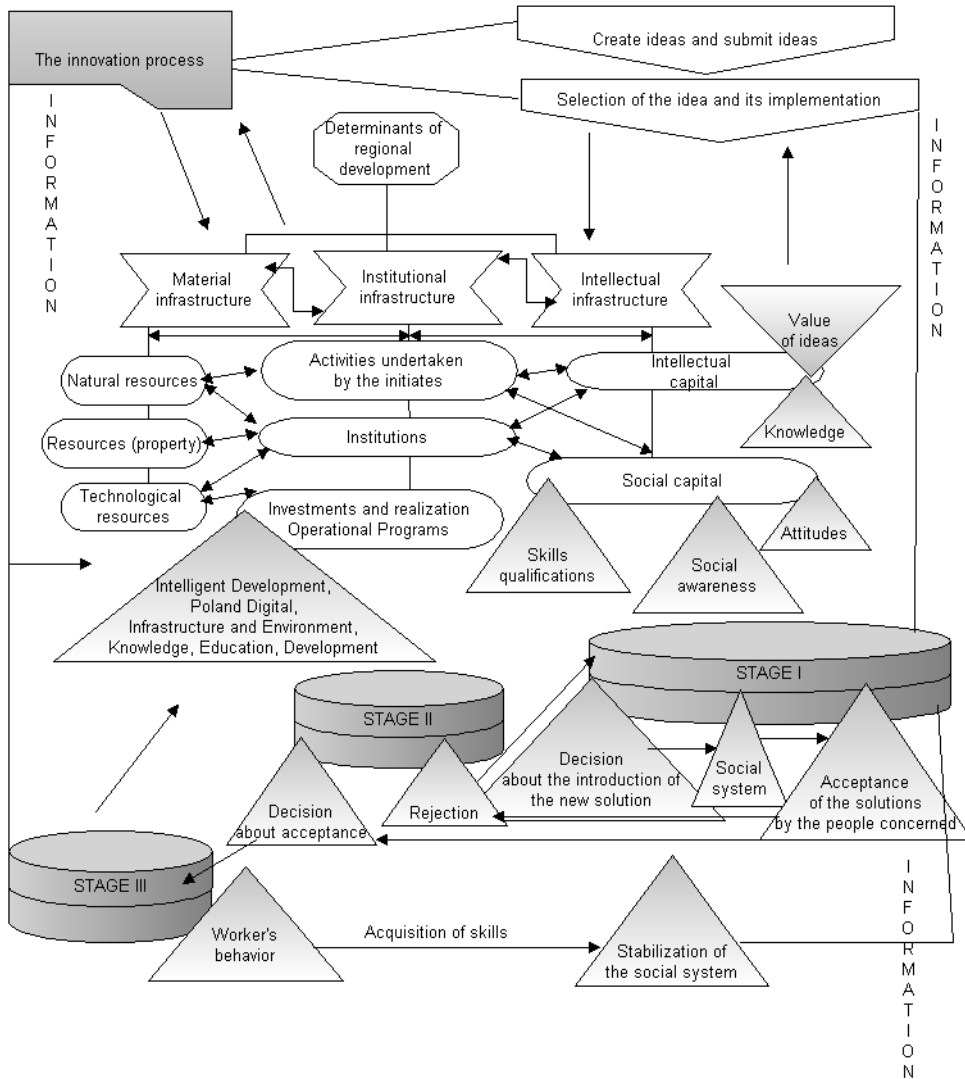 The innovation process
Create ideas and submit ideas
Selection of the idea and its implementation
INFORMATION
INFORMATION
Determinants of
regional
development
Material
infrastructure
Institutional
infrastructure
Intellectual
infrastructure
Value
of ideas
Natural resources
Activities undertaken
by the initiates
Intellectual
capital
Knowledge
Resources (property)
Institutions
Technological
resources
Investments and realization
Operational Programs
Social capital
Skills
qualifications
Social
awareness
Attitudes
Intelligent Development,
Poland Digital,
Infrastructure and Environment,
Knowledge, Education, Development
STAGE I
STAGE II
Decision
about acceptance
Rejection
Decision
about the introduction of
the new solution
Social
system
Acceptance
of the solutions
by the people concerned
STAGE III
Worker's
behavior
Acquisition of skills
Stabilization of
the social system
INFORMATION